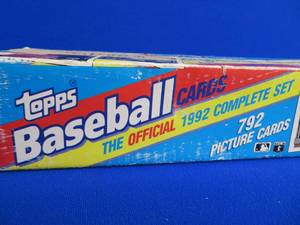 TOPPS
Baseball CARDS
THE OFFICIAL 1992 COMPLETE SET
792
PICTURE CARDS